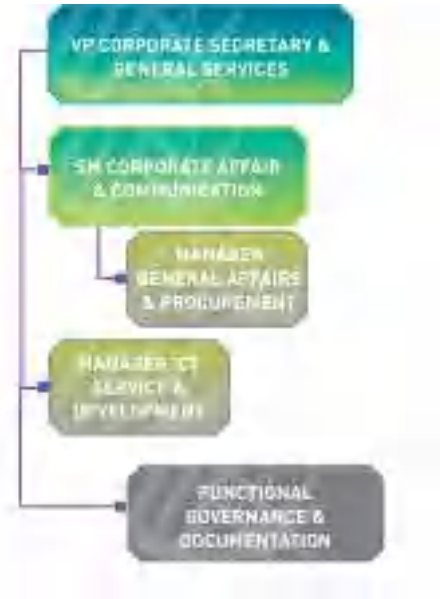 VP CORPORATE SECRETARY &
GENERAL SERVICES
SM CORPORATE AFFAIR
& COMMUNICATION
MANAGER
GENERAL AFFAIRS
& PROCUREMENT
MANAGER ICT
SERVICE &
DEVELOPMENT
FUNCTIONAL
GOVERNANCE &
DOCUMENTATION